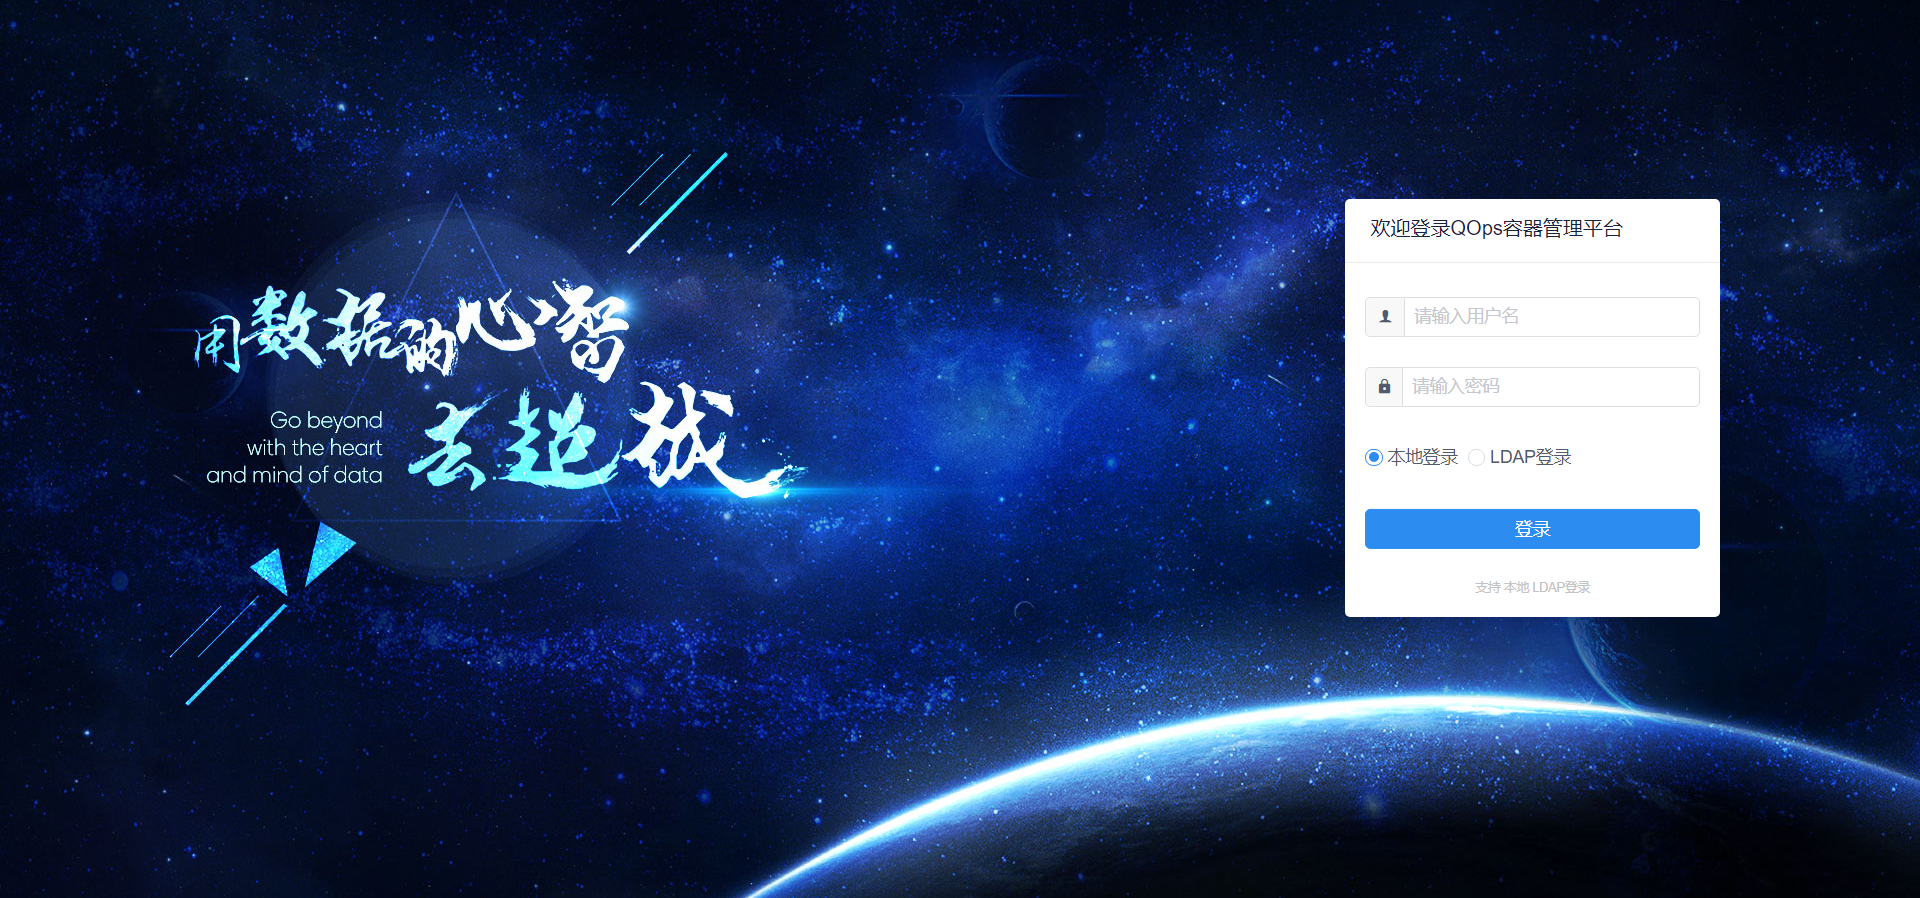 用数据的心智
去超越
Go beyond
with the heart
and mind of data
欢迎登录QOps容器管理平台
请输入用户名
请输入密码
本地登录 LDAP登录
登录
支持 本地 LDAP登录